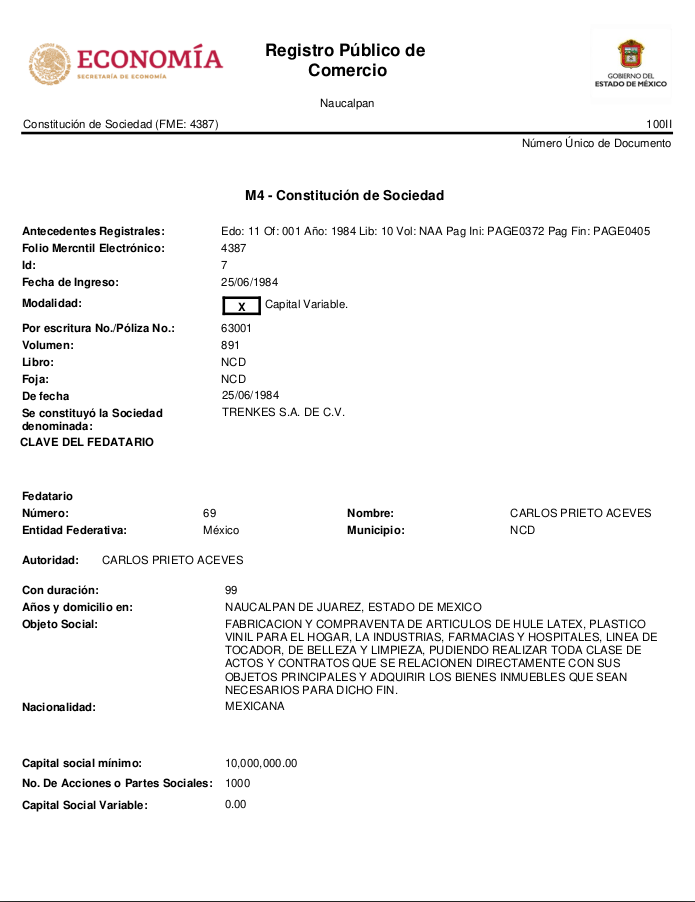 ECONOMÍA
SECRETARÍA DE ECONOMÍA
Registro Público de
Comercio
GOBIERNO DEL
ESTADO DE MÉXICO
Naucalpan
Constitución de Sociedad (FME: 4387) 100II
Número Único de Documento
M4 - Constitución de Sociedad
Antecedentes Registrales: Edo: 11 Of: 001 Año: 1984 Lib: 10 Vol: NAA Pag Ini: PAGE0372 Pag Fin: PAGE0405
Folio Mercntil Electrónico: 4387
Id: 7
Fecha de Ingreso: 25/06/1984
Modalidad: X Capital Variable.
Por escritura No./Póliza No.: 63001
Volumen: 891
Libro: NCD
Foja: NCD
De fecha 25/06/1984
Se constituyó la Sociedad TRENKES S.A. DE C.V.
denominada:
CLAVE DEL FEDATARIO
Fedatario
Número: 69 Nombre: CARLOS PRIETO ACEVES
Entidad Federativa: México Municipio: NCD
Autoridad: CARLOS PRIETO ACEVES
Con duración: 99
Años y domicilio en: NAUCALPAN DE JUAREZ, ESTADO DE MEXICO
Objeto Social: FABRICACION Y COMPRAVENTA DE ARTICULOS DE HULE LATEX, PLASTICO
VINIL PARA EL HOGAR, LA INDUSTRIAS, FARMACIAS Y HOSPITALES, LINEA DE
TOCADOR, DE BELLEZA Y LIMPIEZA, PUDIENDO REALIZAR TODA CLASE DE
ACTOS Y CONTRATOS QUE SE RELACIONEN DIRECTAMENTE CON SUS
OBJETOS PRINCIPALES Y ADQUIRIR LOS BIENES INMUEBLES QUE SEAN
NECESARIOS PARA DICHO FIN.
Nacionalidad: MEXICANA
Capital social mínimo: 10,000,000.00
No. De Acciones o Partes Sociales: 1000
Capital Social Variable: 0.00